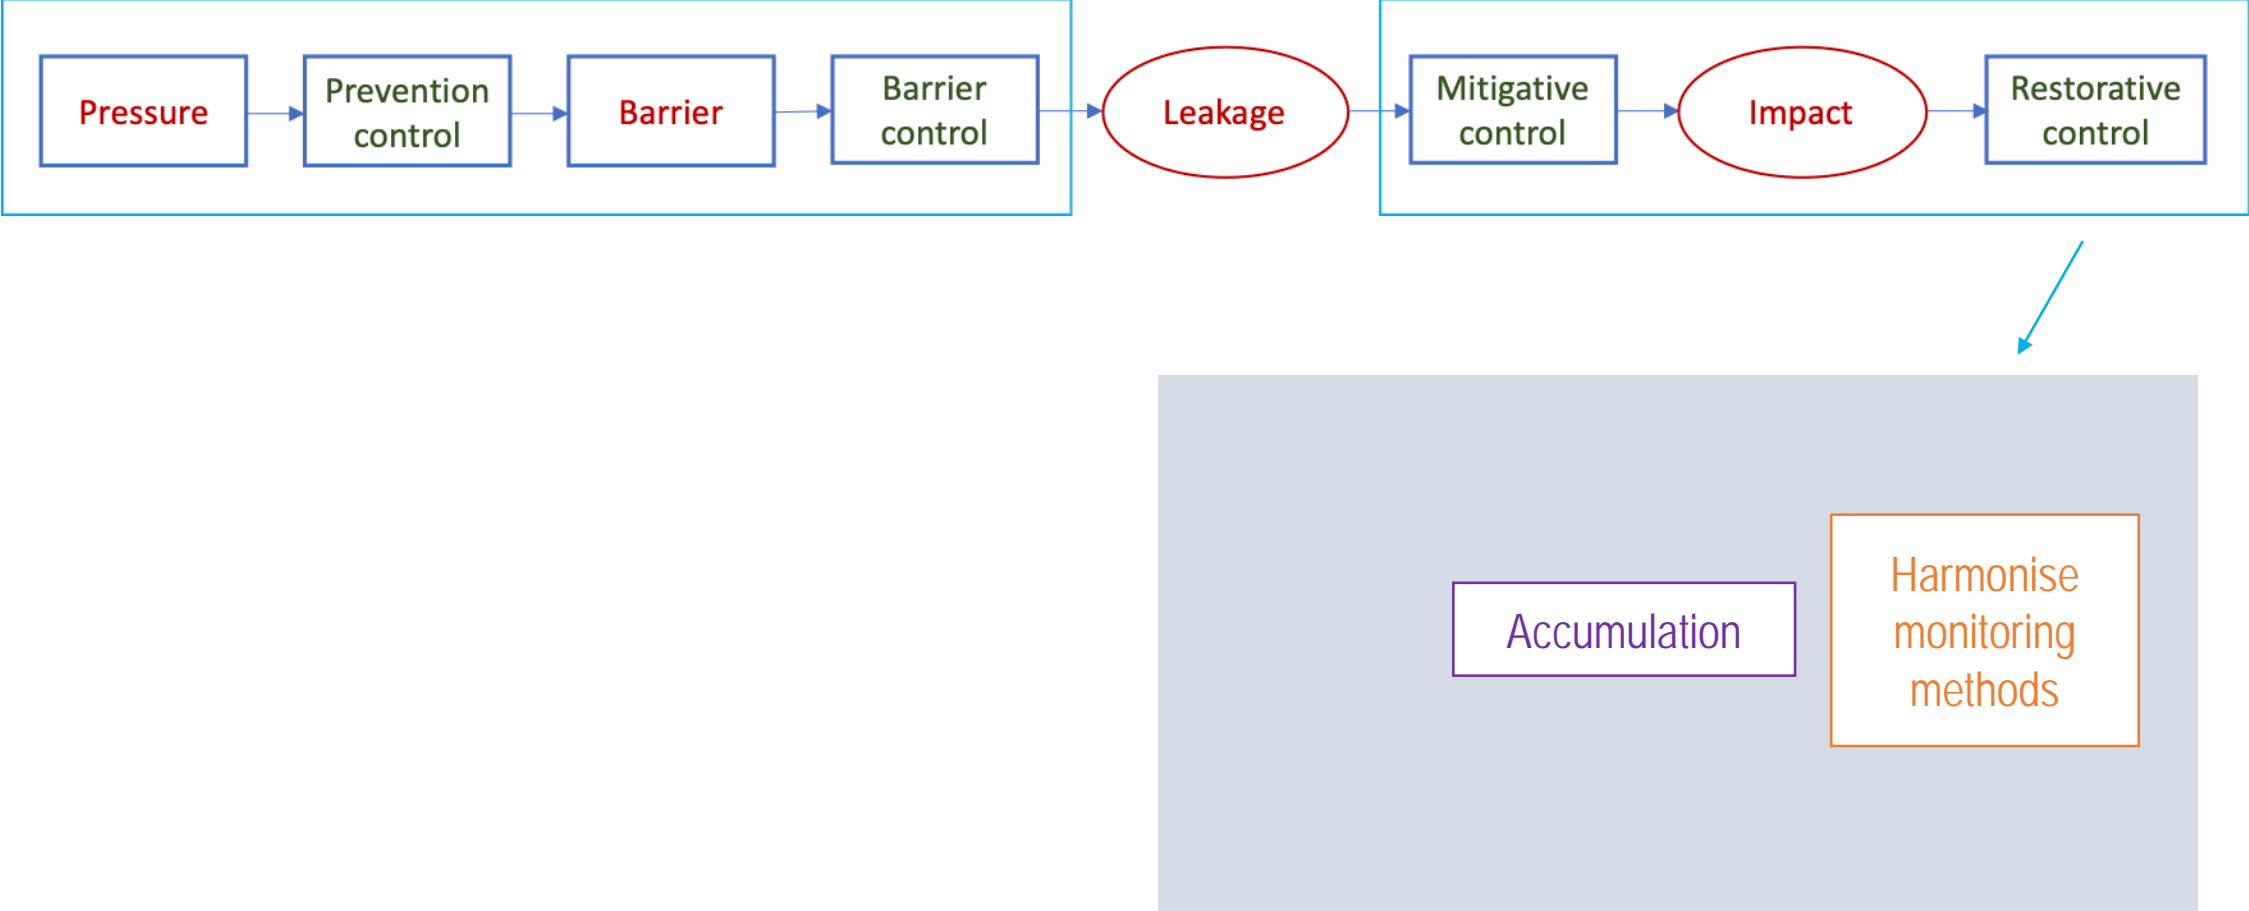 Pressure
Prevention
control
Barrier
Barrier
control
Leakage
Mitigative
control
Impact
Restorative
control
Accumulation
Harmonise
monitoring
methods